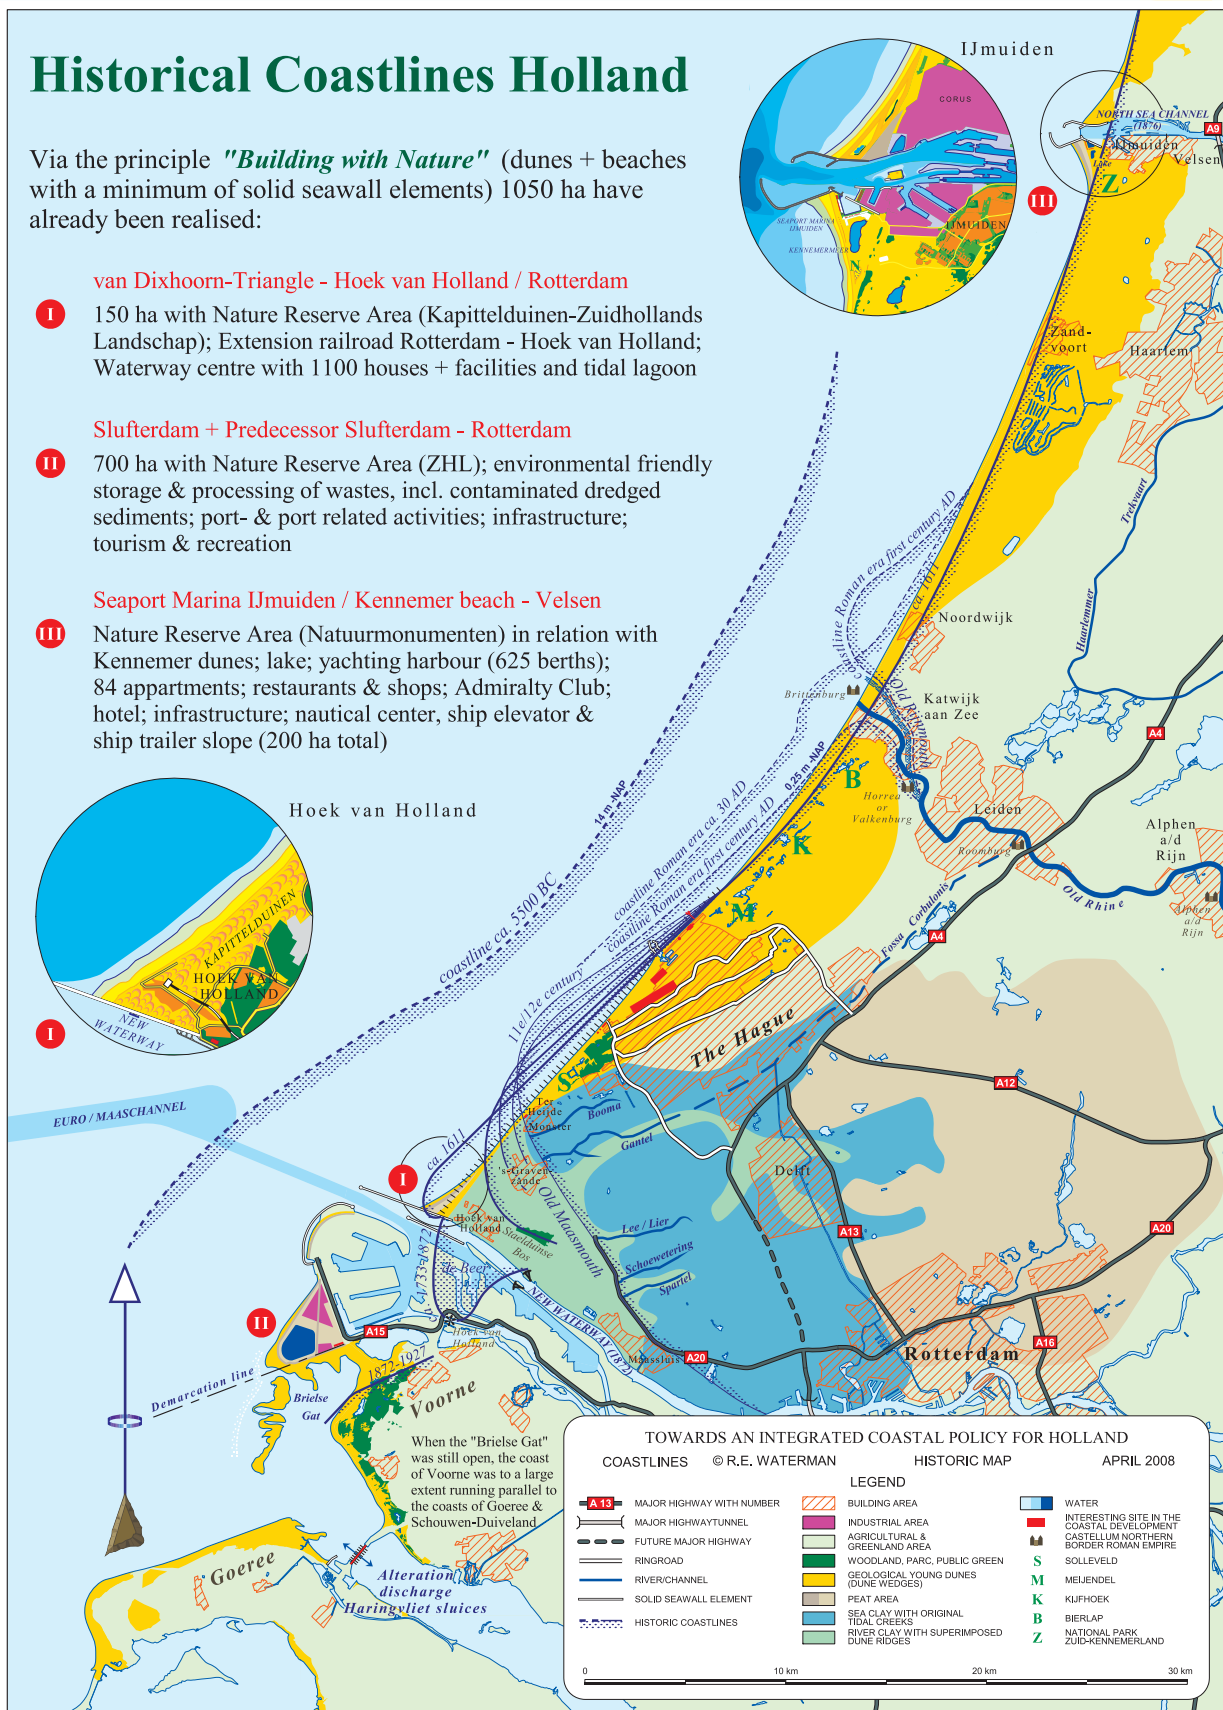 Historical Coastlines Holland
Via the principle "Building with Nature" (dunes + beaches
with a minimum of solid seawall elements) 1050 ha have
already been realised:
van Dixhoorn-Triangle - Hoek van Holland / Rotterdam
I
150 ha with Nature Reserve Area (Kapittelduinen-Zuidhollands
Landschap); Extension railroad Rotterdam - Hoek van Holland;
Waterway centre with 1100 houses + facilities and tidal lagoon
Slufterdam + Predecessor Slufterdam - Rotterdam
II
700 ha with Nature Reserve Area (ZHL); environmental friendly
storage & processing of wastes, incl. contaminated dredged
sediments; port- & port related activities; infrastructure;
tourism & recreation
Seaport Marina IJmuiden / Kennemer beach - Velsen
III
Nature Reserve Area (Natuurmonumenten) in relation with
Kennemer dunes; lake; yachting harbour (625 berths);
84 appartments; restaurants & shops; Admiralty Club;
hotel; infrastructure; nautical center, ship elevator &
ship trailer slope (200 ha total)
IJmuiden
CORUS
SEAPORT MARINA
IJMUIDEN
KENNEMERMEER
IJMUIDEN
N
III
NORTH SEA CHANNEL
(1876)
A9
IJmuiden
Velsen
Lake
Z
Zand-
voort
Haarlem
Trekvaart
Haarlemmer
coastline Roman era first century AD
ca. 1611
Noordwijk
Brittenburg
Old Rhinemouth
Katwijk
aan Zee
A4
B
0,25 m -NAP
Horrea
or
Valkenburg
Leiden
Roomburg
Alphen
a/d
Rijn
Old Rhine
Alphen
a/d
Rijn
K
M
Fossa Corbulonis
A4
14 m -NAP
coastline ca. 5500 BC
coastline Roman era ca. 30 AD
coastline Roman era first century AD
11e/12e century
Hoek van Holland
KAPITTELDUINEN
HOEK VAN
HOLLAND
NEW
WATERWAY
I
EURO / MAASCHANNEL
The Hague
S
A12
Ter
Heijde
Monster
Booma
Gantel
Delft
's-Graven-
zande
ca. 1611
I
Old Maasmouth
Hoek van
Holland
Staelduinse
Bos
Lee / Lier
Schoewetering
Spartel
A13
A20
ca. 1733-1872
de Beer
NEW WATERWAY (1872)
II
A15
Hoek van
Holland
Maassluis
A20
Rotterdam
A16
Demarcation line
1872-1927
Brielse
Gat
Voorne
When the "Brielse Gat"
was still open, the coast
of Voorne was to a large
extent running parallel to
the coasts of Goeree &
Schouwen-Duiveland
Goeree
Alteration
discharge
Haringvliet sluices
TOWARDS AN INTEGRATED COASTAL POLICY FOR HOLLAND
COASTLINES © R.E. WATERMAN HISTORIC MAP APRIL 2008
LEGEND
A 13 MAJOR HIGHWAY WITH NUMBER
MAJOR HIGHWAYTUNNEL
FUTURE MAJOR HIGHWAY
RINGROAD
RIVER/CHANNEL
SOLID SEAWALL ELEMENT
HISTORIC COASTLINES
BUILDING AREA
INDUSTRIAL AREA
AGRICULTURAL &
GREENLAND AREA
WOODLAND, PARC, PUBLIC GREEN
GEOLOGICAL YOUNG DUNES
(DUNE WEDGES)
PEAT AREA
SEA CLAY WITH ORIGINAL
TIDAL CREEKS
RIVER CLAY WITH SUPERIMPOSED
DUNE RIDGES
WATER
INTERESTING SITE IN THE
COASTAL DEVELOPMENT
CASTELLUM NORTHERN
BORDER ROMAN EMPIRE
S SOLLEVELD
M MEIJENDEL
K KIJFHOEK
B BIERLAP
Z NATIONAL PARK
ZUID-KENNEMERLAND
0 10 km 20 km 30 km